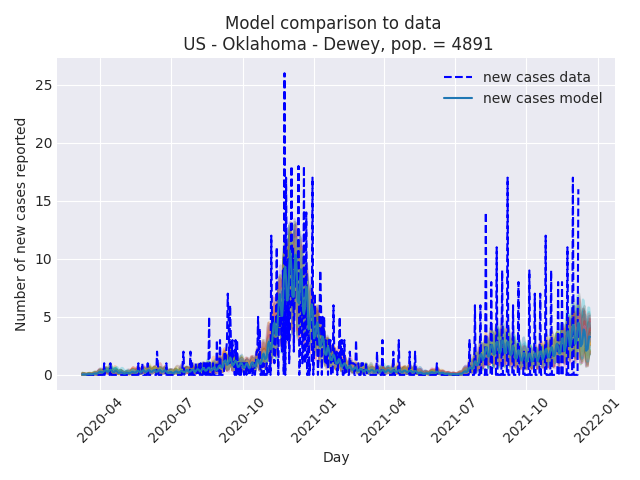 Model comparison to data
US - Oklahoma - Dewey, pop. = 4891
new cases data
new cases model
Number of new cases reported
25
20
15
10
5
0
2020-04
2020-07
2020-10
2021-01
2021-04
2021-07
2021-10
2022-01
Day